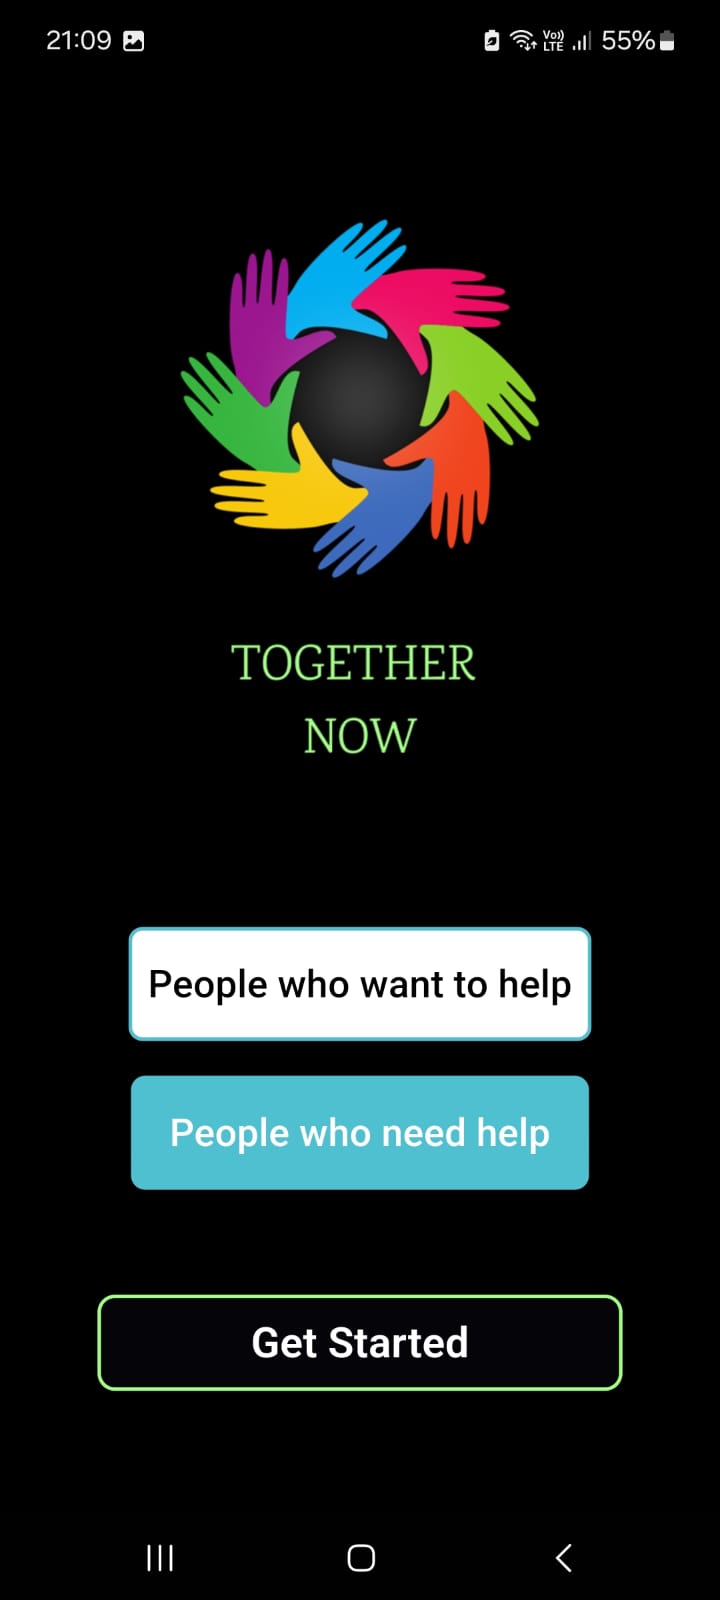 21:09 Vo)) LTE 55%
TOGETHER
NOW
People who want to help
People who need help
Get Started